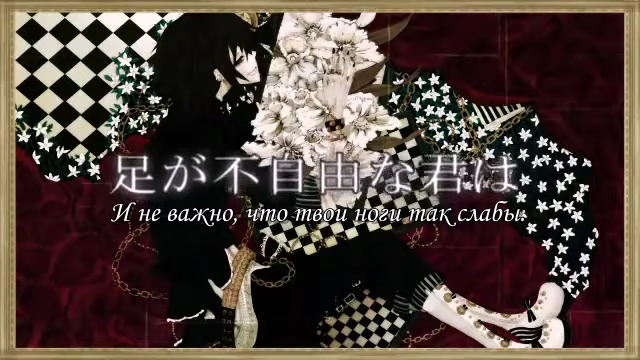 足が不自由な君は
И не важно, что твои ноги так слабы.